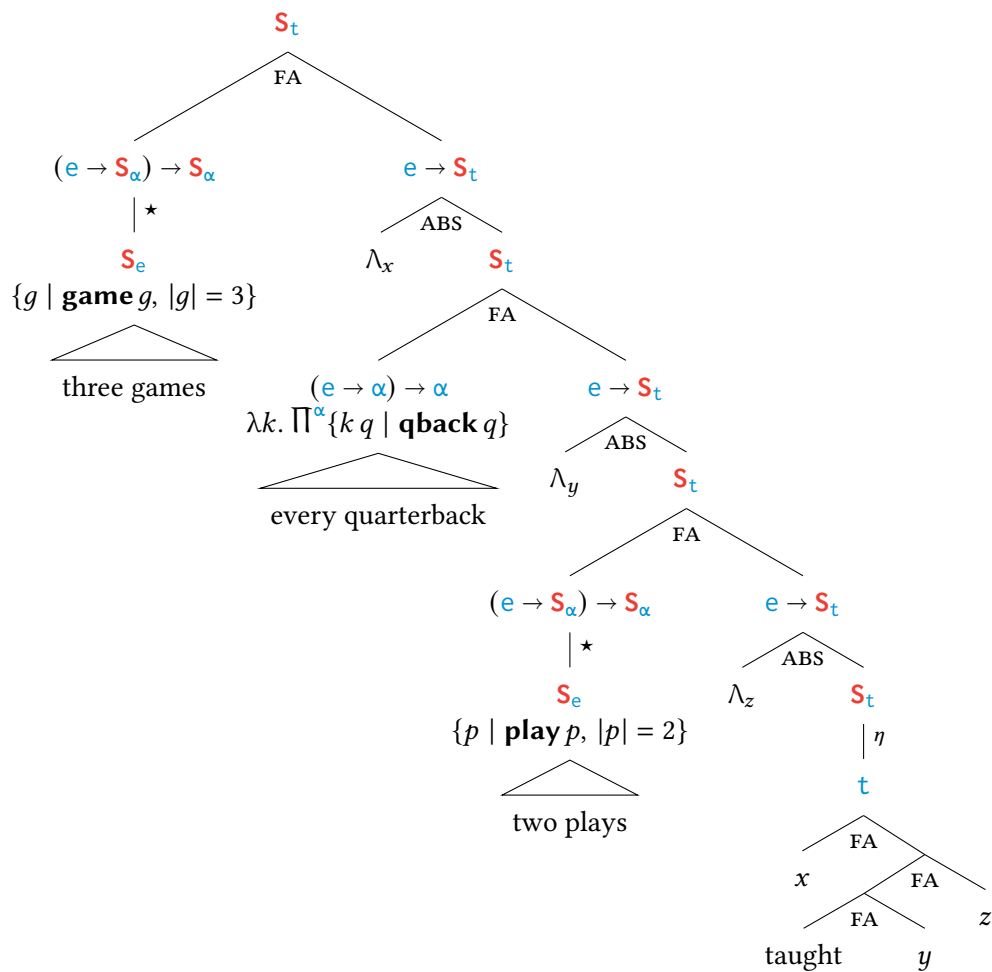 S_t
FA
(e → S_α) → S_α
e → S_t
⋆
ABS
S_e
Λ_x
S_t
{g | game g, |g| = 3}
FA
three games
(e → α) → α
e → S_t
λk. ∏^α{k q | qback q}
ABS
Λ_y
S_t
every quarterback
FA
(e → S_α) → S_α
e → S_t
⋆
ABS
S_e
Λ_z
S_t
{p | play p, |p| = 2}
η
two plays
t
FA
x
FA
z
FA
taught
y